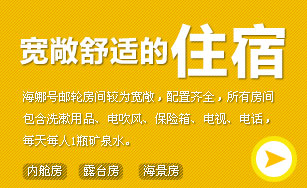 宽敞舒适的住宿
海娜号邮轮房间较为宽敞，配置齐全，所有房间
包含洗漱用品、电吹风、保险箱、电视、电话，
每天每人1瓶矿泉水。
内舱房 露台房 海景房